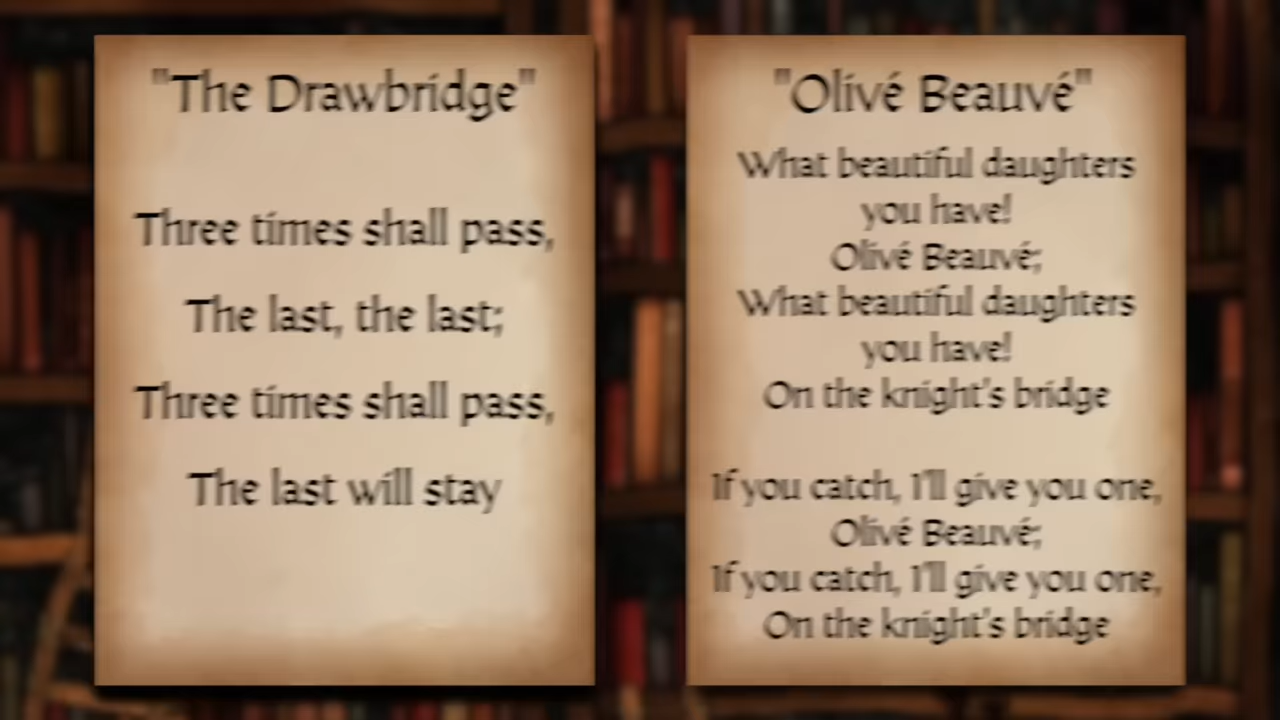 "The Drawbridge"
Three times shall pass,
The last, the last;
Three times shall pass,
The last will stay
"Olivé Beauvé"
What beautiful daughters
you have!
Olivé Beauvé;
What beautiful daughters
you have!
On the knight's bridge
If you catch, I'll give you one,
Olivé Beauvé;
If you catch, I'll give you one,
On the knight's bridge